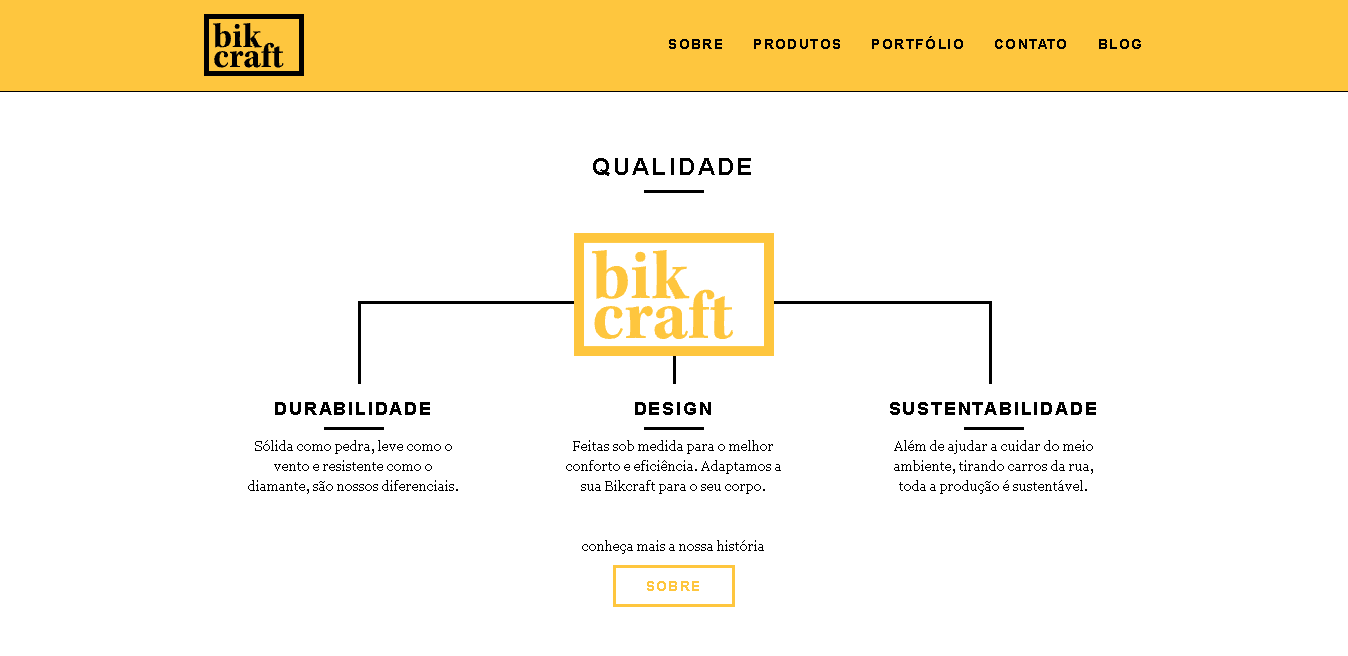 bik
craft
SOBRE PRODUTOS PORTFÓLIO CONTATO BLOG
QUALIDADE
bik
craft
DURABILIDADE
Sólida como pedra, leve como o
vento e resistente como o
diamante, são nossos diferenciais.
DESIGN
Feitas sob medida para o melhor
conforto e eficiência. Adaptamos a
sua Bikcraft para o seu corpo.
SUSTENTABILIDADE
Além de ajudar a cuidar do meio
ambiente, tirando carros da rua,
toda a produção é sustentável.
conheça mais a nossa história
SOBRE